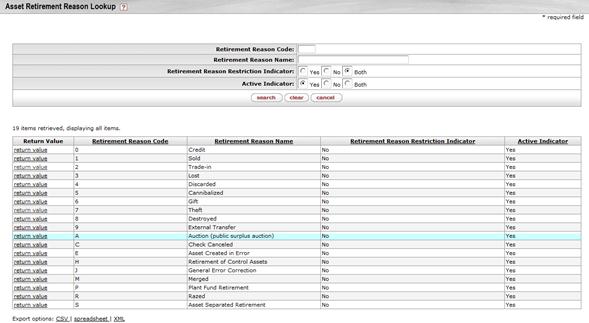 Asset Retirement Reason Lookup ?
* required field
Retirement Reason Code:
Retirement Reason Name:
Retirement Reason Restriction Indicator: Yes No Both
Active Indicator: Yes No Both
search clear cancel
19 items retrieved, displaying all items.
Return Value Retirement Reason Code Retirement Reason Name Retirement Reason Restriction Indicator Active Indicator
return value 0 Credit No Yes
return value 1 Sold No Yes
return value 2 Trade-in No Yes
return value 3 Lost No Yes
return value 4 Discarded No Yes
return value 5 Cannibalized No Yes
return value 6 Gift No Yes
return value 7 Theft No Yes
return value 8 Destroyed No Yes
return value 9 External Transfer No Yes
return value A Auction (public surplus auction) No Yes
return value C Check Canceled No Yes
return value E Asset Created in Error No Yes
return value H Retirement of Control Assets No Yes
return value J General Error Correction No Yes
return value M Merged No Yes
return value P Plant Fund Retirement No Yes
return value R Razed No Yes
return value S Asset Separated Retirement No Yes
Export options: CSV | spreadsheet | XML